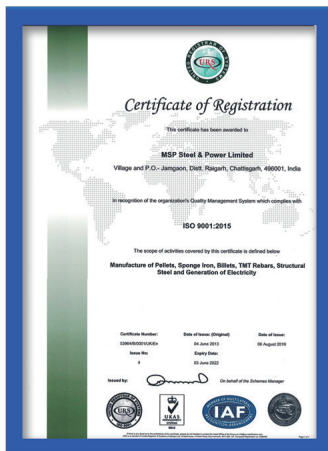 URS
Certificate of Registration
This certificate has been awarded to
MSP Steel & Power Limited
Village and P.O.- Jamgaon, Distt. Raigarh, Chattisgarh, 496001, India
in recognition of the organization's Quality Management System which complies with
ISO 9001:2015
The scope of activities covered by this certificate is defined below
Manufacture of Pellets, Sponge Iron, Billets, TMT Rebars, Structural
Steel and Generation of Electricity
Certificate Number: Date of Issue: (Original) Date of Issue:
04 June 2013 08 August 2019
Issue No: Expiry Date:
4 03 June 2022
Issued by: On behalf of the Schemes Manager
URS UKAS IAF